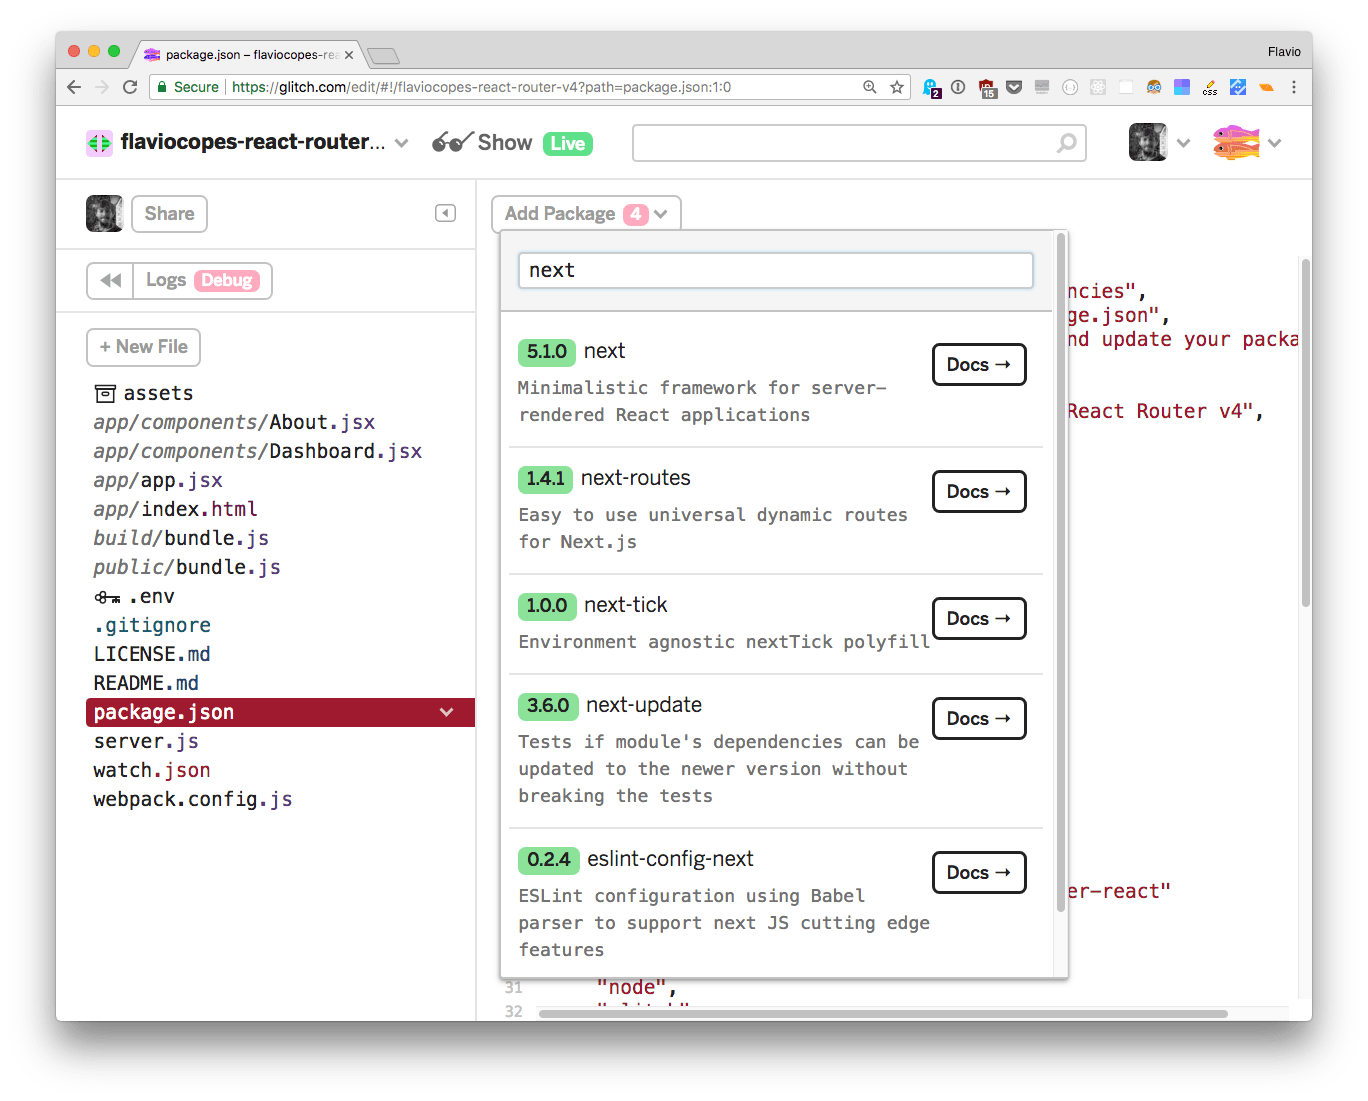 package.json – flaviocopes-rea
Flavio
Secure
https://glitch.com/edit/#!/flaviocopes-react-router-v4?path=package.json:1:0
2
15
css
flaviocopes-react-router...
Show
Live
Share
Add Package 4
Logs Debug
+ New File
assets
app/components/About.jsx
app/components/Dashboard.jsx
app/app.jsx
app/index.html
build/bundle.js
public/bundle.js
.env
.gitignore
LICENSE.md
README.md
package.json
server.js
watch.json
webpack.config.js
next
5.1.0 next
Docs →
Minimalistic framework for server-
rendered React applications
1.4.1 next-routes
Docs →
Easy to use universal dynamic routes
for Next.js
1.0.0 next-tick
Docs →
Environment agnostic nextTick polyfill
3.6.0 next-update
Docs →
Tests if module's dependencies can be
updated to the newer version without
breaking the tests
0.2.4 eslint-config-next
Docs →
ESLint configuration using Babel
parser to support next JS cutting edge
features
ncies",
ge.json",
nd update your packa
React Router v4",
er-react"
31 "node",
32